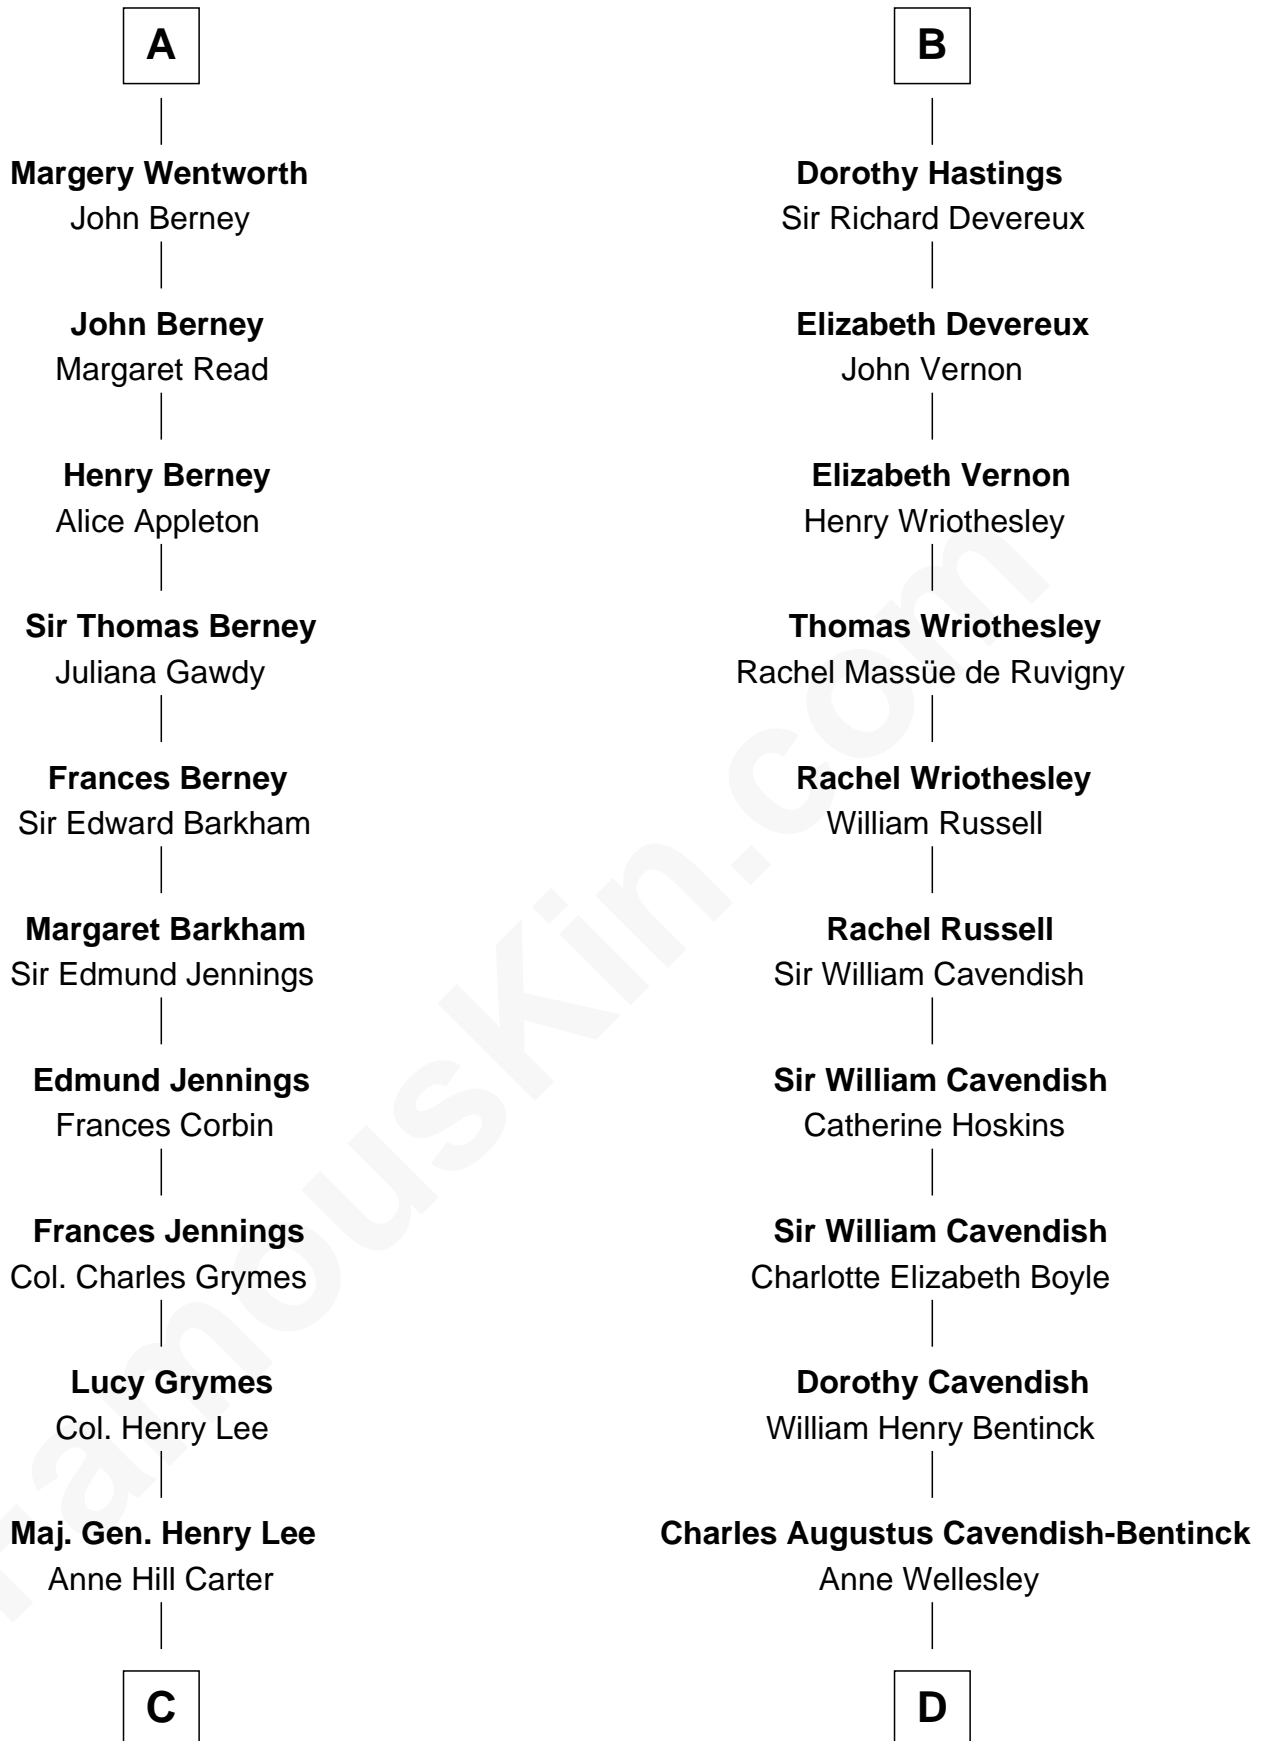 A
Margery Wentworth
John Berney
John Berney
Margaret Read
Henry Berney
Alice Appleton
Sir Thomas Berney
Juliana Gawdy
Frances Berney
Sir Edward Barkham
Margaret Barkham
Sir Edmund Jennings
Edmund Jennings
Frances Corbin
Frances Jennings
Col. Charles Grymes
Lucy Grymes
Col. Henry Lee
Maj. Gen. Henry Lee
Anne Hill Carter
C
B
Dorothy Hastings
Sir Richard Devereux
Elizabeth Devereux
John Vernon
Elizabeth Vernon
Henry Wriothesley
Thomas Wriothesley
Rachel Massüe de Ruvigny
Rachel Wriothesley
William Russell
Rachel Russell
Sir William Cavendish
Sir William Cavendish
Catherine Hoskins
Sir William Cavendish
Charlotte Elizabeth Boyle
Dorothy Cavendish
William Henry Bentinck
Charles Augustus Cavendish-Bentinck
Anne Wellesley
D
FamousKin.com